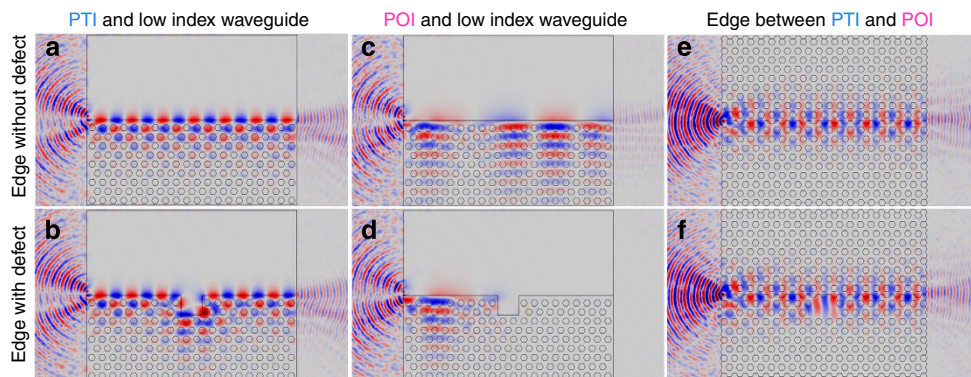 PTI and low index waveguide
POI and low index waveguide
Edge between PTI and POI
Edge without defect
a
c
e
Edge with defect
b
d
f